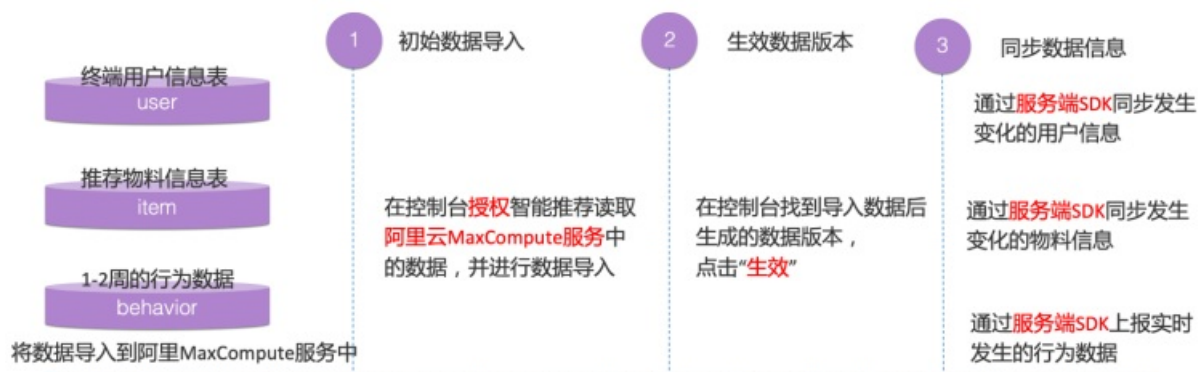 终端用户信息表
user
推荐物料信息表
item
1-2周的行为数据
behavior
将数据导入到阿里MaxCompute服务中
1
初始数据导入
在控制台授权智能推荐读取
阿里云MaxCompute服务中
的数据，并进行数据导入
2
生效数据版本
在控制台找到导入数据后
生成的数据版本，
点击“生效”
3
同步数据信息
通过服务端SDK同步发生
变化的用户信息
通过服务端SDK同步发生
变化的物料信息
通过服务端SDK上报实时
发生的行为数据